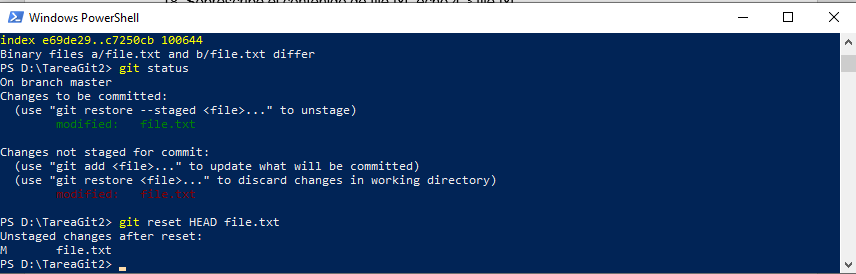 Windows PowerShell
index e69de29..c7250cb 100644
Binary files a/file.txt and b/file.txt differ
PS D:\TareaGit2> git status
On branch master
Changes to be committed:
  (use "git restore --staged <file>..." to unstage)
        modified:   file.txt

Changes not staged for commit:
  (use "git add <file>..." to update what will be committed)
  (use "git restore <file>..." to discard changes in working directory)
        modified:   file.txt

PS D:\TareaGit2> git reset HEAD file.txt
Unstaged changes after reset:
M       file.txt
PS D:\TareaGit2>